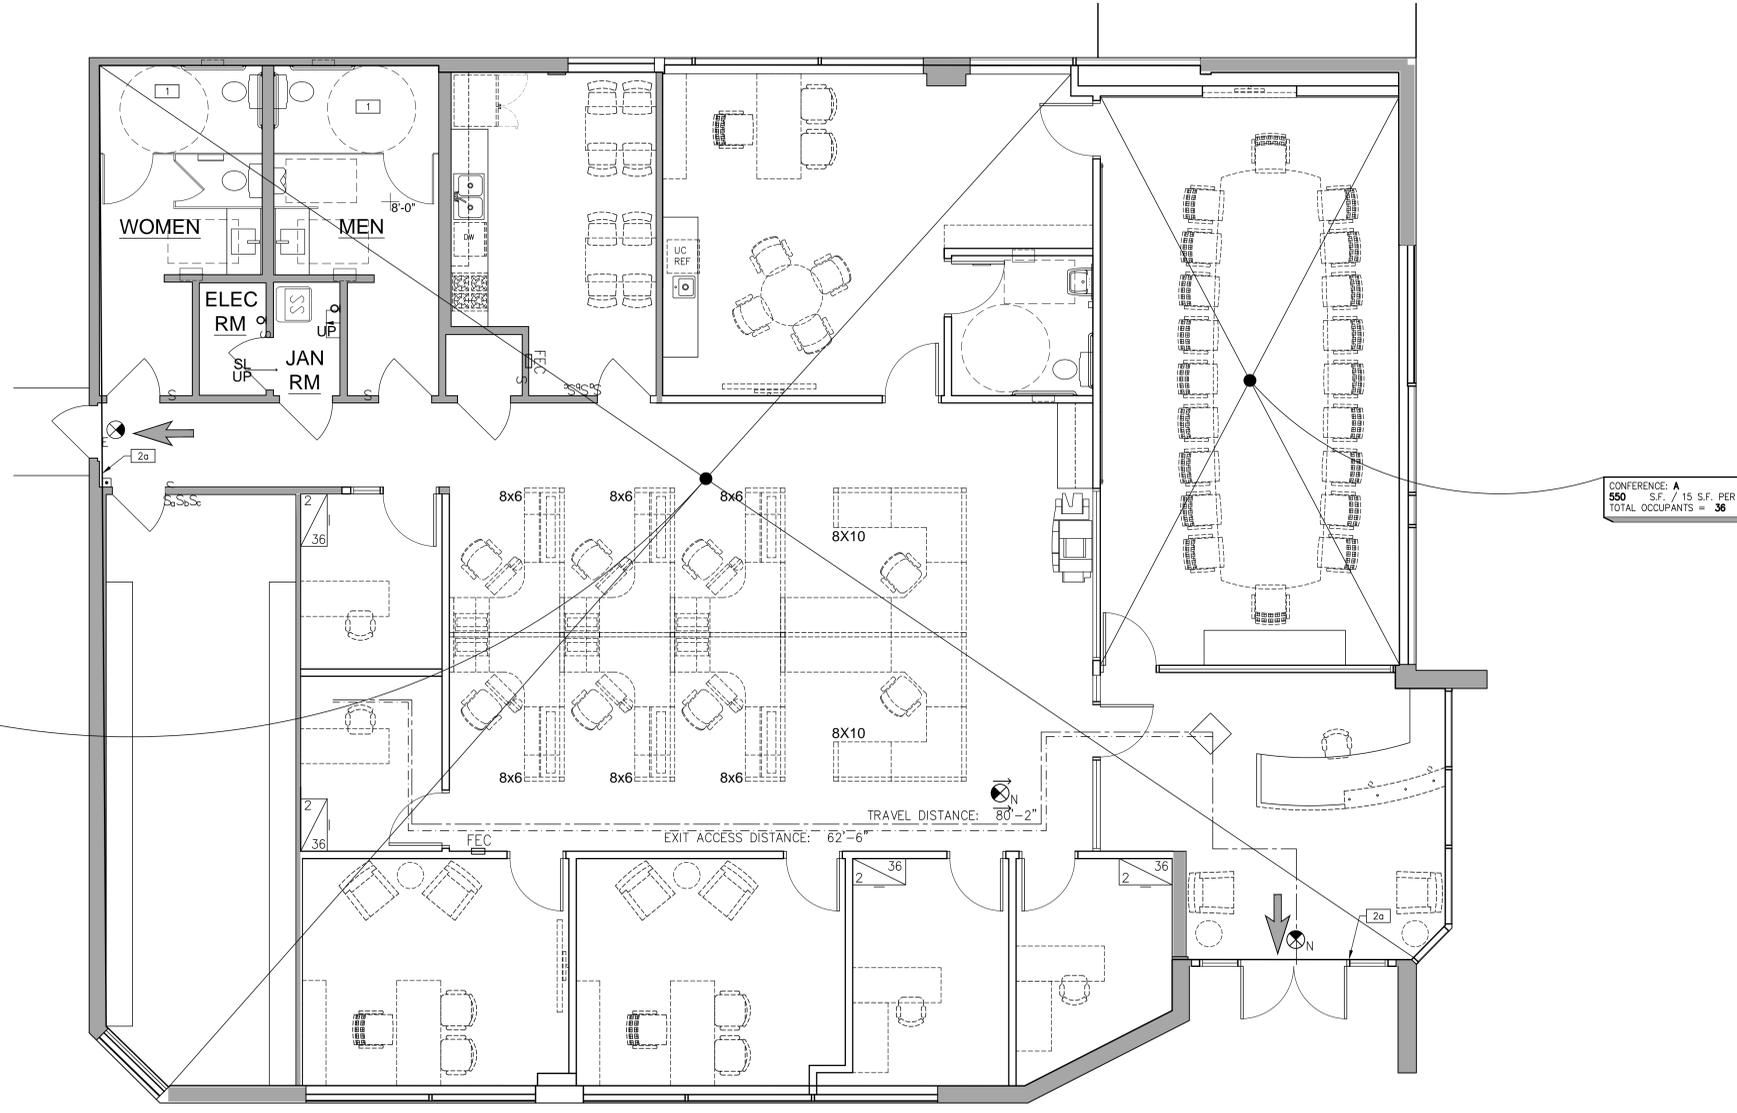 1
1
8'-0"
WOMEN
MEN
DW
UC
REF
ELEC
RM
S
UP
SL
UP
JAN
RM
FEC
S
S
S
E
2a
S
8x6
8x6
8x6
2
36
8X10
CONFERENCE: A
550 S.F. / 15 S.F. PER
TOTAL OCCUPANTS = 36
8X10
8x6
8x6
8x6
S
S
N
2
36
TRAVEL DISTANCE: 80'-2"
EXIT ACCESS DISTANCE: 62'-6"
FEC
36
2
36
2
2a
N